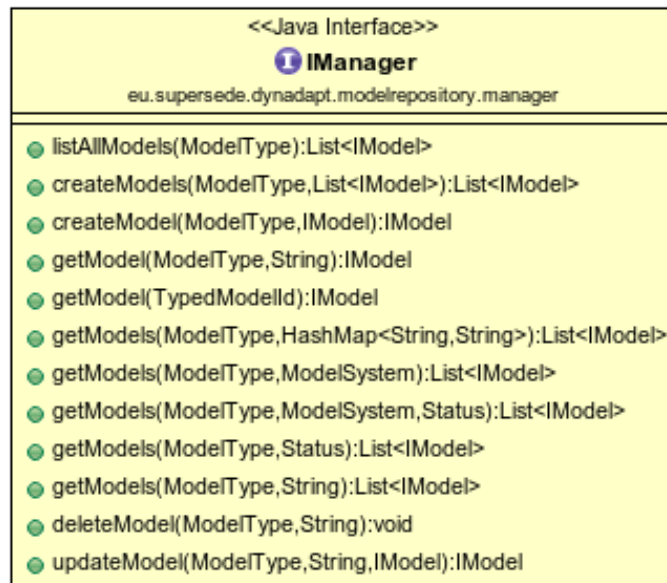 <<Java Interface>>
I IManager
eu.supersede.dynadapt.modelrepository.manager
listAllModels(ModelType):List<IModel>
createModels(ModelType,List<IModel>):List<IModel>
createModel(ModelType,IModel):IModel
getModel(ModelType,String):IModel
getModel(TypedModelId):IModel
getModels(ModelType,HashMap<String,String>):List<IModel>
getModels(ModelType,ModelSystem):List<IModel>
getModels(ModelType,ModelSystem,Status):List<IModel>
getModels(ModelType,Status):List<IModel>
getModels(ModelType,String):List<IModel>
deleteModel(ModelType,String):void
updateModel(ModelType,String,IModel):IModel